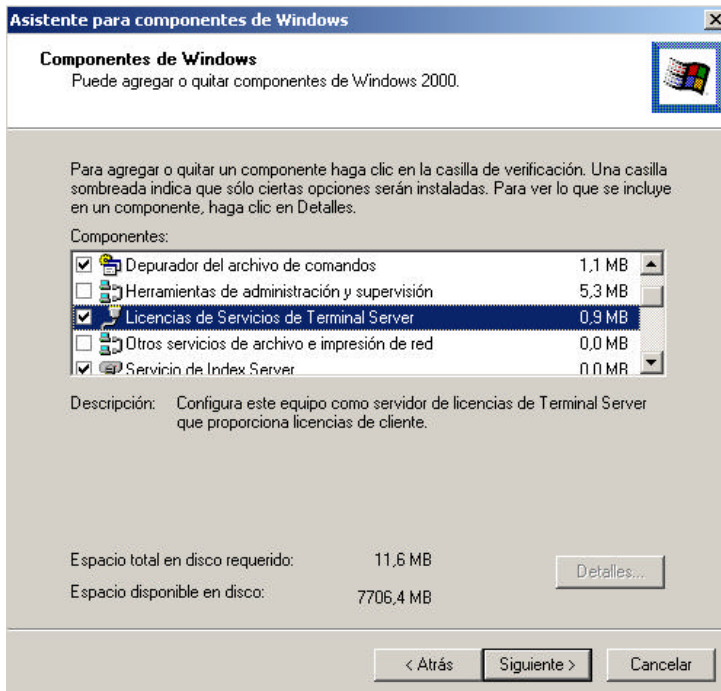 Asistente para componentes de Windows
Componentes de Windows
Puede agregar o quitar componentes de Windows 2000.
Para agregar o quitar un componente haga clic en la casilla de verificación. Una casilla
sombreada indica que sólo ciertas opciones serán instaladas. Para ver lo que se incluye
en un componente, haga clic en Detalles.
Componentes:
Depurador del archivo de comandos 1,1 MB
Herramientas de administración y supervisión 5,3 MB
Licencias de Servicios de Terminal Server 0,9 MB
Otros servicios de archivo e impresión de red 0,0 MB
Servicio de Index Server 0,0 MB
Descripción: Configura este equipo como servidor de licencias de Terminal Server
que proporciona licencias de cliente.
Espacio total en disco requerido: 11,6 MB
Detalles...
Espacio disponible en disco: 7706,4 MB
< Atrás Siguiente > Cancelar